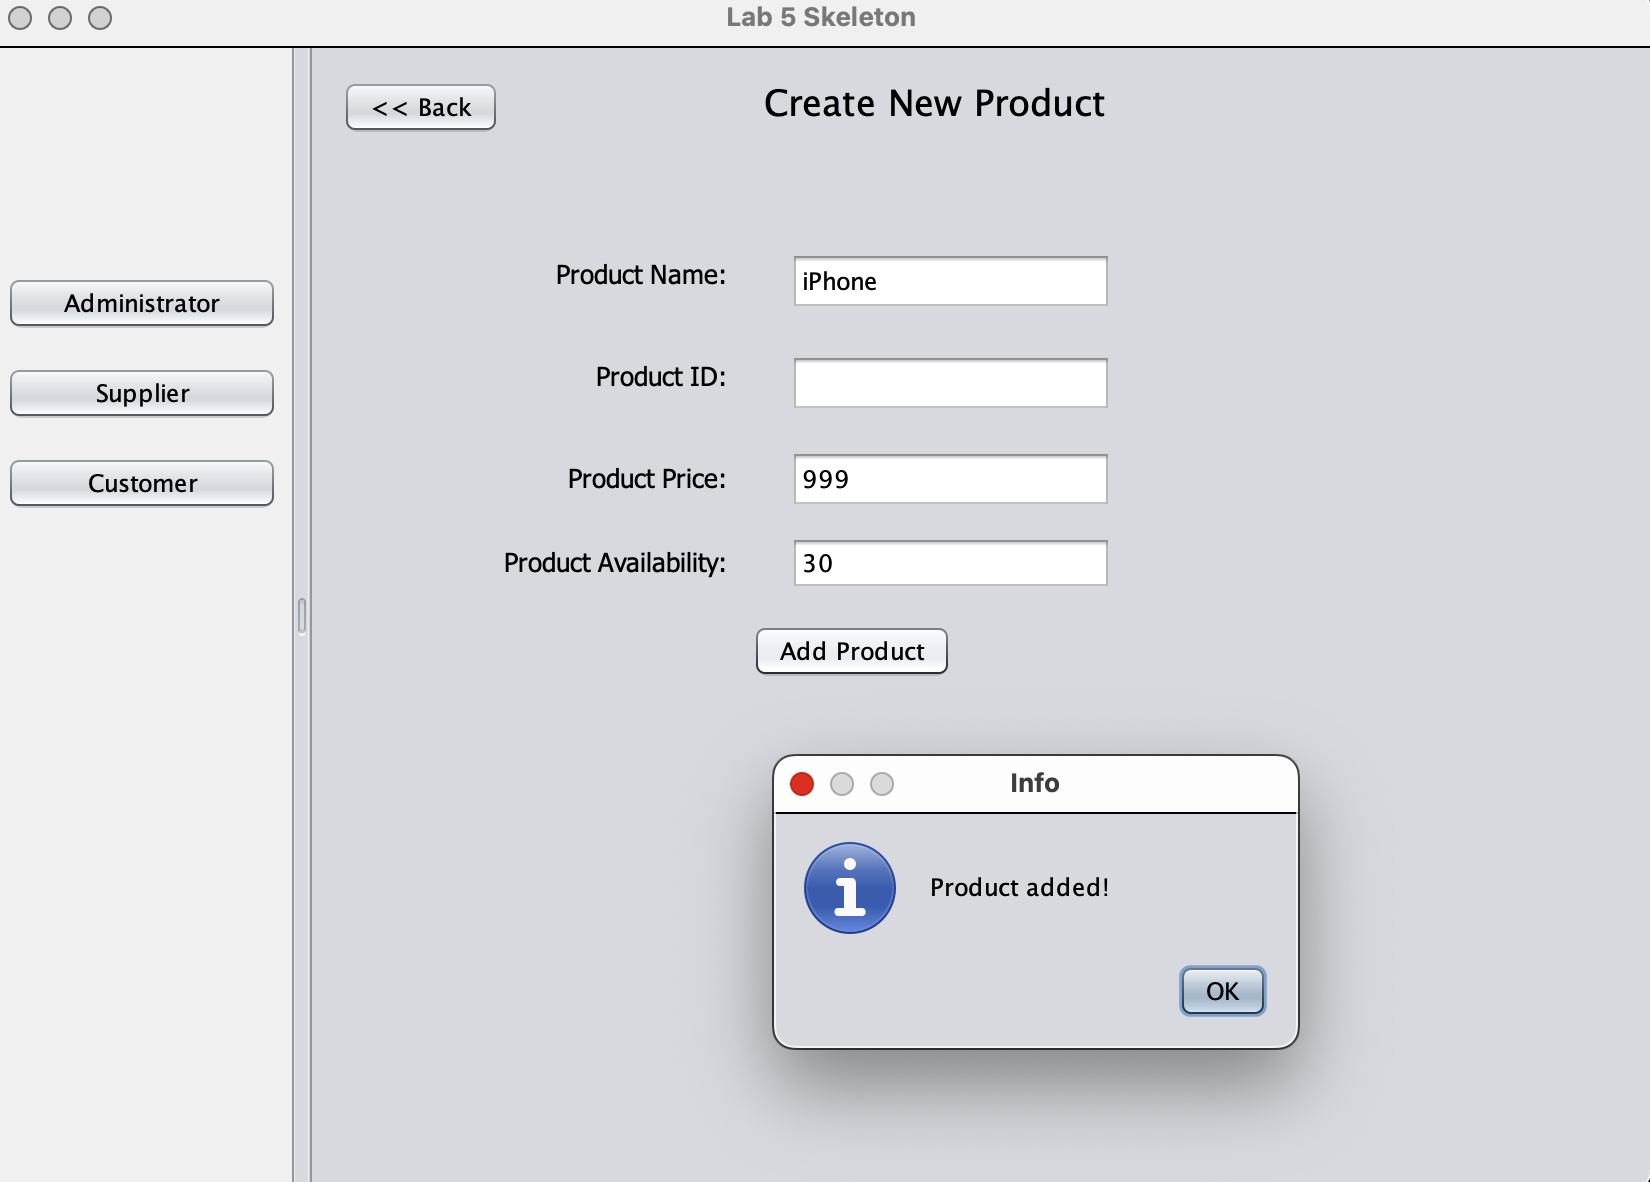 Lab 5 Skeleton
<< Back
Create New Product
Administrator
Supplier
Customer
Product Name: iPhone
Product ID:
Product Price: 999
Product Availability: 30
Add Product
Info
Product added!
OK